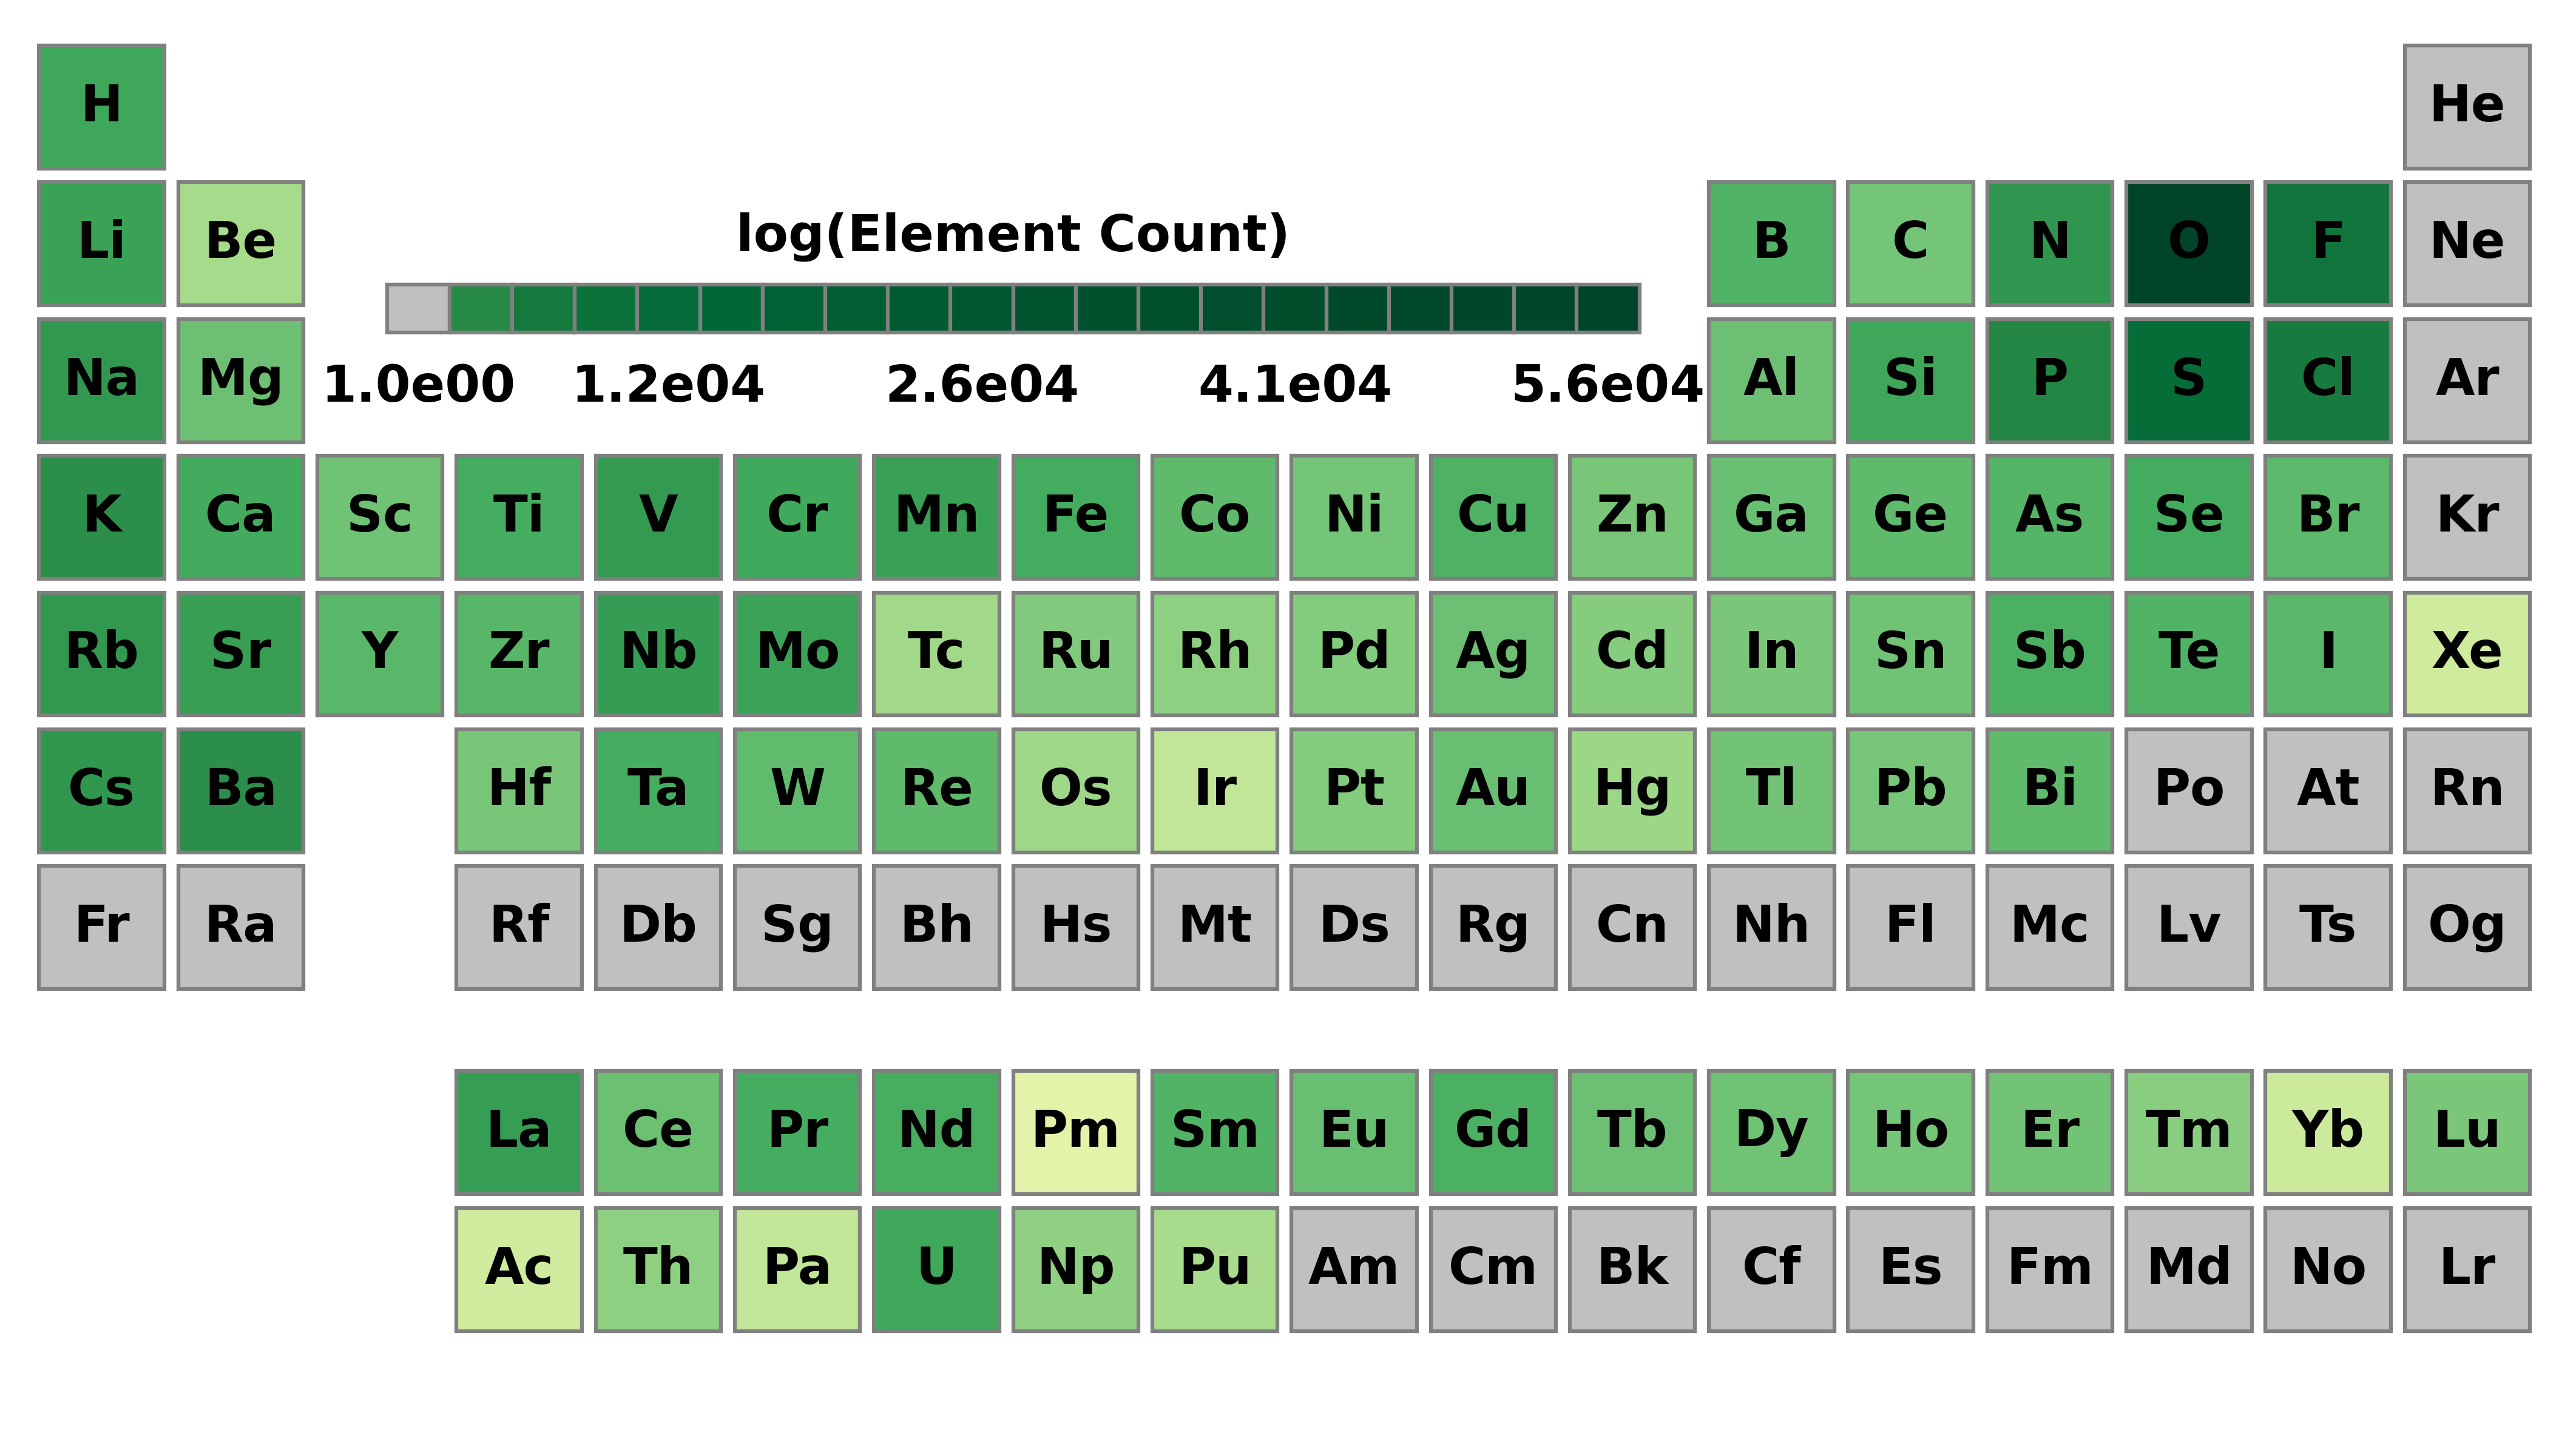 H He
Li Be B C N O F Ne
log(Element Count)
Na Mg Al Si P S Cl Ar
1.0e00 1.2e04 2.6e04 4.1e04 5.6e04
K Ca Sc Ti V Cr Mn Fe Co Ni Cu Zn Ga Ge As Se Br Kr
Rb Sr Y Zr Nb Mo Tc Ru Rh Pd Ag Cd In Sn Sb Te I Xe
Cs Ba Hf Ta W Re Os Ir Pt Au Hg Tl Pb Bi Po At Rn
Fr Ra Rf Db Sg Bh Hs Mt Ds Rg Cn Nh Fl Mc Lv Ts Og
La Ce Pr Nd Pm Sm Eu Gd Tb Dy Ho Er Tm Yb Lu
Ac Th Pa U Np Pu Am Cm Bk Cf Es Fm Md No Lr